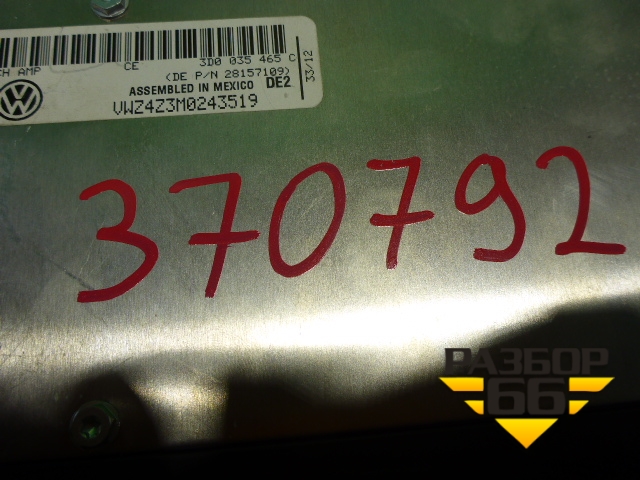 CH AMP CE 3D0 035 465 C
(DE P/N 28157109)
ASSEMBLED IN MEXICO DE2
VWZ4Z3M0243519
33/12
370792
РАЗБОР
66